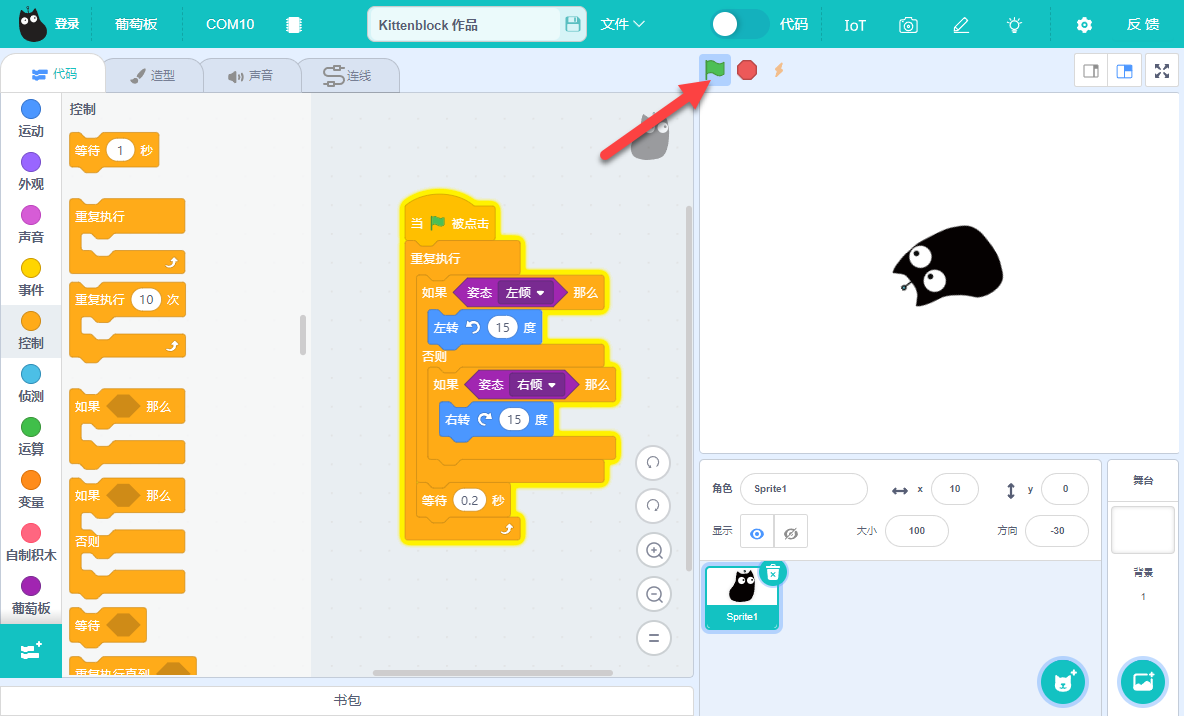 登录
葡萄板
COM10
Kittenblock 作品
文件
代码
IoT
反 馈
代码
造型
声音
连线
运动
外观
声音
事件
控制
侦测
运算
变量
自制积木
葡萄板
控制
等待 1 秒
重复执行
重复执行 10 次
如果 那么
如果 那么
否则
等待
重复执行直到
当 被点击
重复执行
如果 姿态 左倾 那么
左转 15 度
否则
如果 姿态 右倾 那么
右转 15 度
等待 0.2 秒
角色 Sprite1 x 10 y 0
显示 大小 100 方向 -30
Sprite1
舞台
背景
1
书包